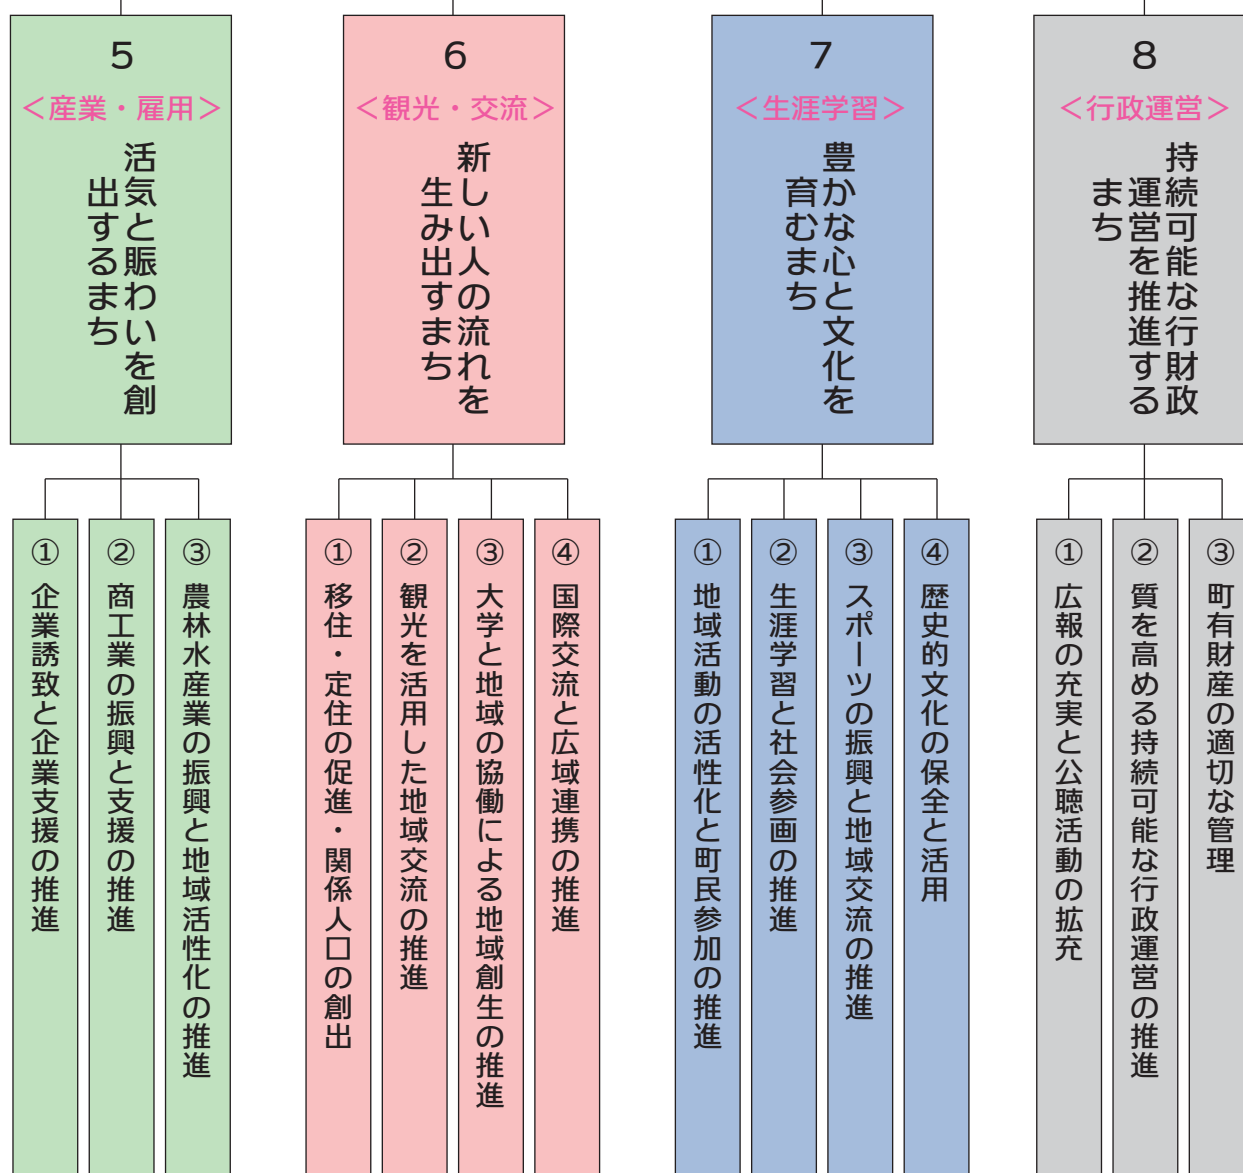 5
<産業・雇用>
活気と賑わいを創
出するまち
① 企業誘致と企業支援の推進
② 商工業の振興と支援の推進
③ 農林水産業の振興と地域活性化の推進
6
<観光・交流>
新しい人の流れを
生み出すまち
① 移住・定住の促進・関係人口の創出
② 観光を活用した地域交流の推進
③ 大学と地域の協働による地域創生の推進
④ 国際交流と広域連携の推進
7
<生涯学習>
豊かな心と文化を
育むまち
① 地域活動の活性化と町民参加の推進
② 生涯学習と社会参画の推進
③ スポーツの振興と地域交流の推進
④ 歴史的文化の保全と活用
8
<行政運営>
持続可能な行財政
運営を推進する
まち
① 広報の充実と公聴活動の拡充
② 質を高める持続可能な行政運営の推進
③ 町有財産の適切な管理